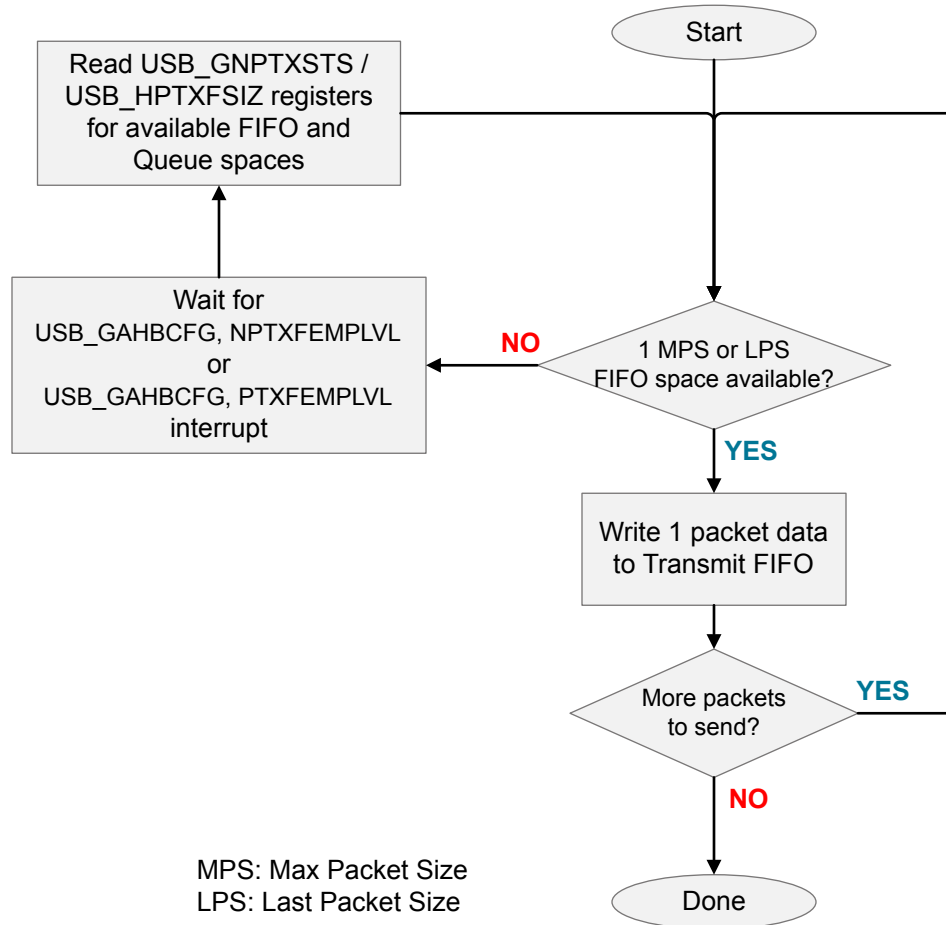 Start
Read USB_GNPTXSTS /
USB_HPTXFSIZ registers
for available FIFO and
Queue spaces
Wait for
USB_GAHBCFG, NPTXFEMPLVL
or
USB_GAHBCFG, PTXFEMPLVL
interrupt
NO
1 MPS or LPS
FIFO space available?
YES
Write 1 packet data
to Transmit FIFO
More packets
to send?
YES
NO
MPS: Max Packet Size
LPS: Last Packet Size
Done